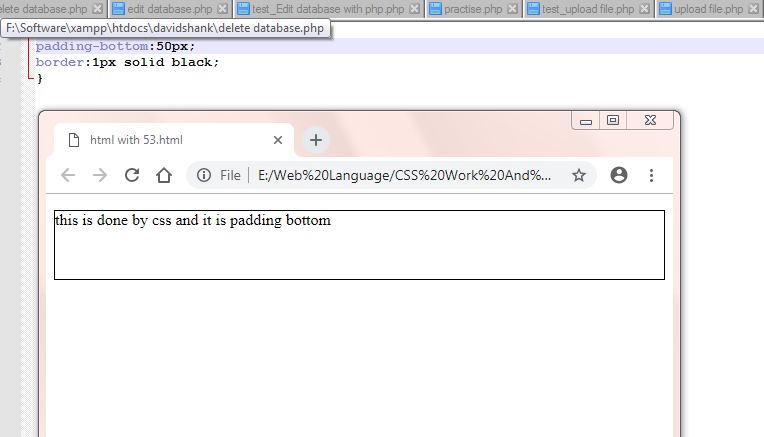 delete database.php edit database.php test_Edit database with php.php practise.php test_upload file.php upload file.php
F:\Software\xampp\htdocs\davidshank\delete database.php
padding-bottom:50px;
border:1px solid black;
}
html with 53.html
File E:/Web%20Language/CSS%20Work%20And%...
this is done by css and it is padding bottom